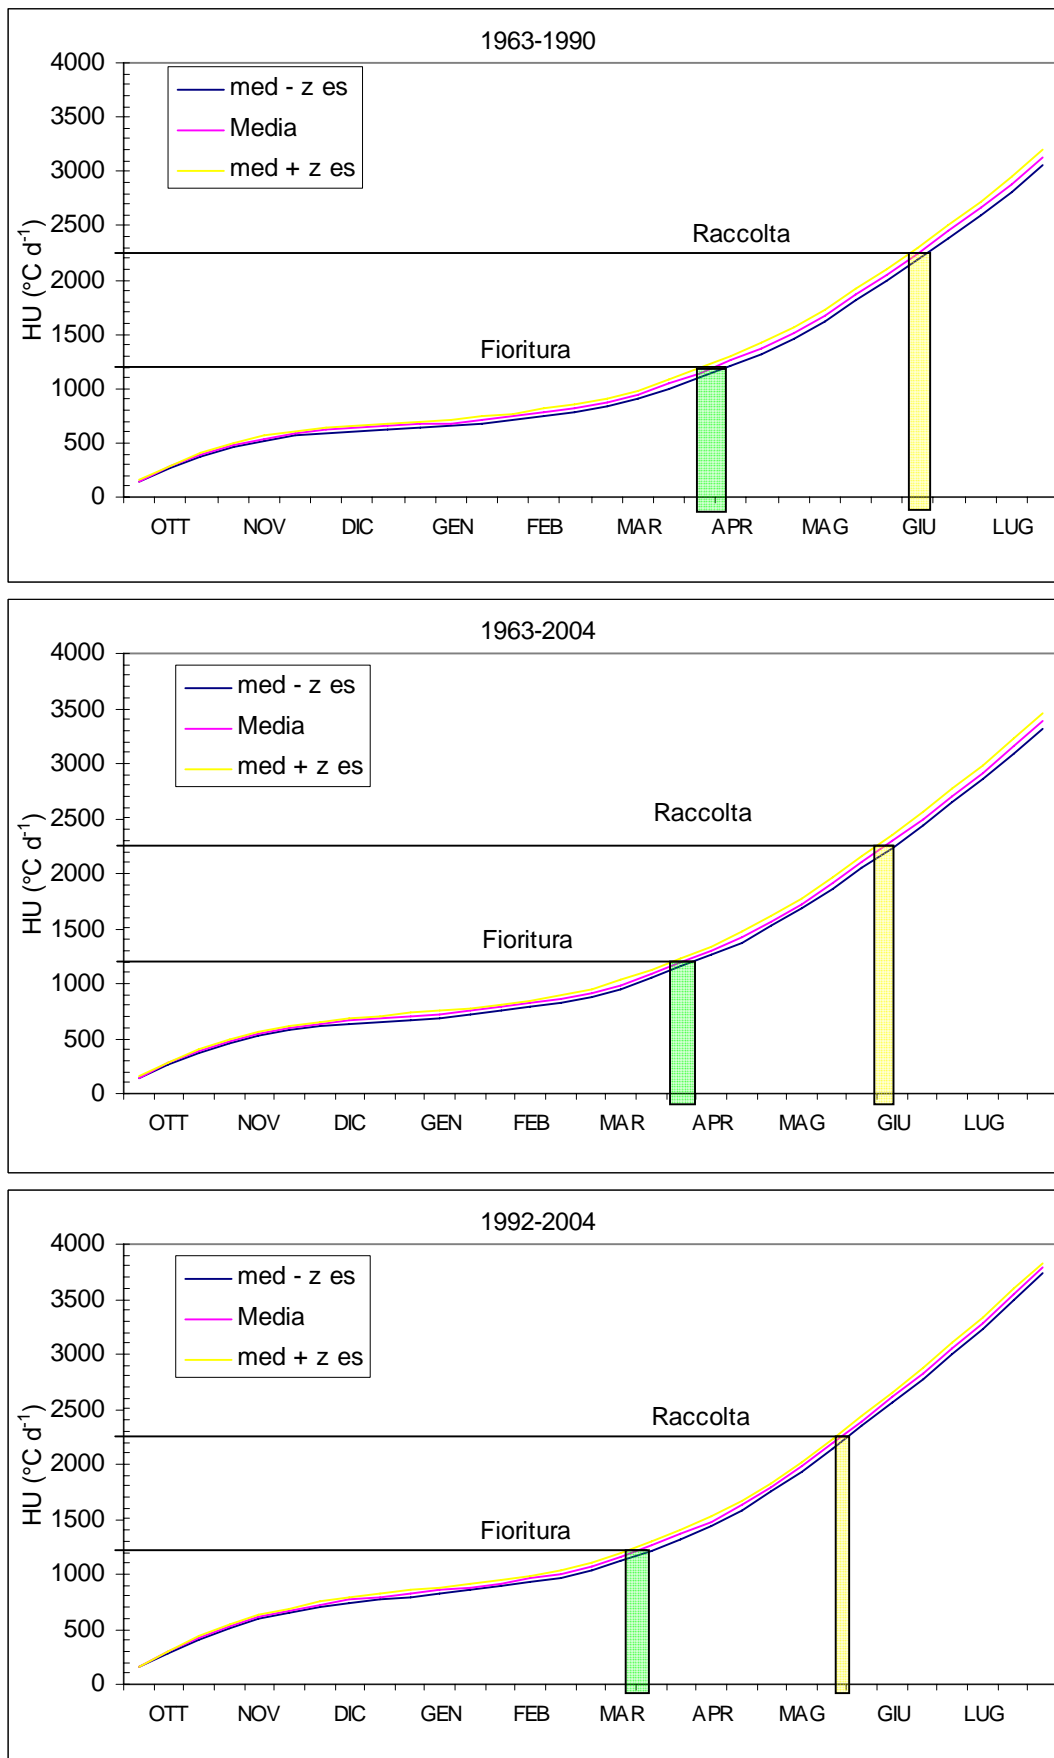 1963-1990
4000
3500
3000
2500
2000
1500
1000
500
0
HU (°C d-1)
med - z es
Media
med + z es
Raccolta
Fioritura
OTT NOV DIC GEN FEB MAR APR MAG GIU LUG
1963-2004
4000
3500
3000
2500
2000
1500
1000
500
0
HU (°C d-1)
med - z es
Media
med + z es
Raccolta
Fioritura
OTT NOV DIC GEN FEB MAR APR MAG GIU LUG
1992-2004
4000
3500
3000
2500
2000
1500
1000
500
0
HU (°C d-1)
med - z es
Media
med + z es
Raccolta
Fioritura
OTT NOV DIC GEN FEB MAR APR MAG GIU LUG